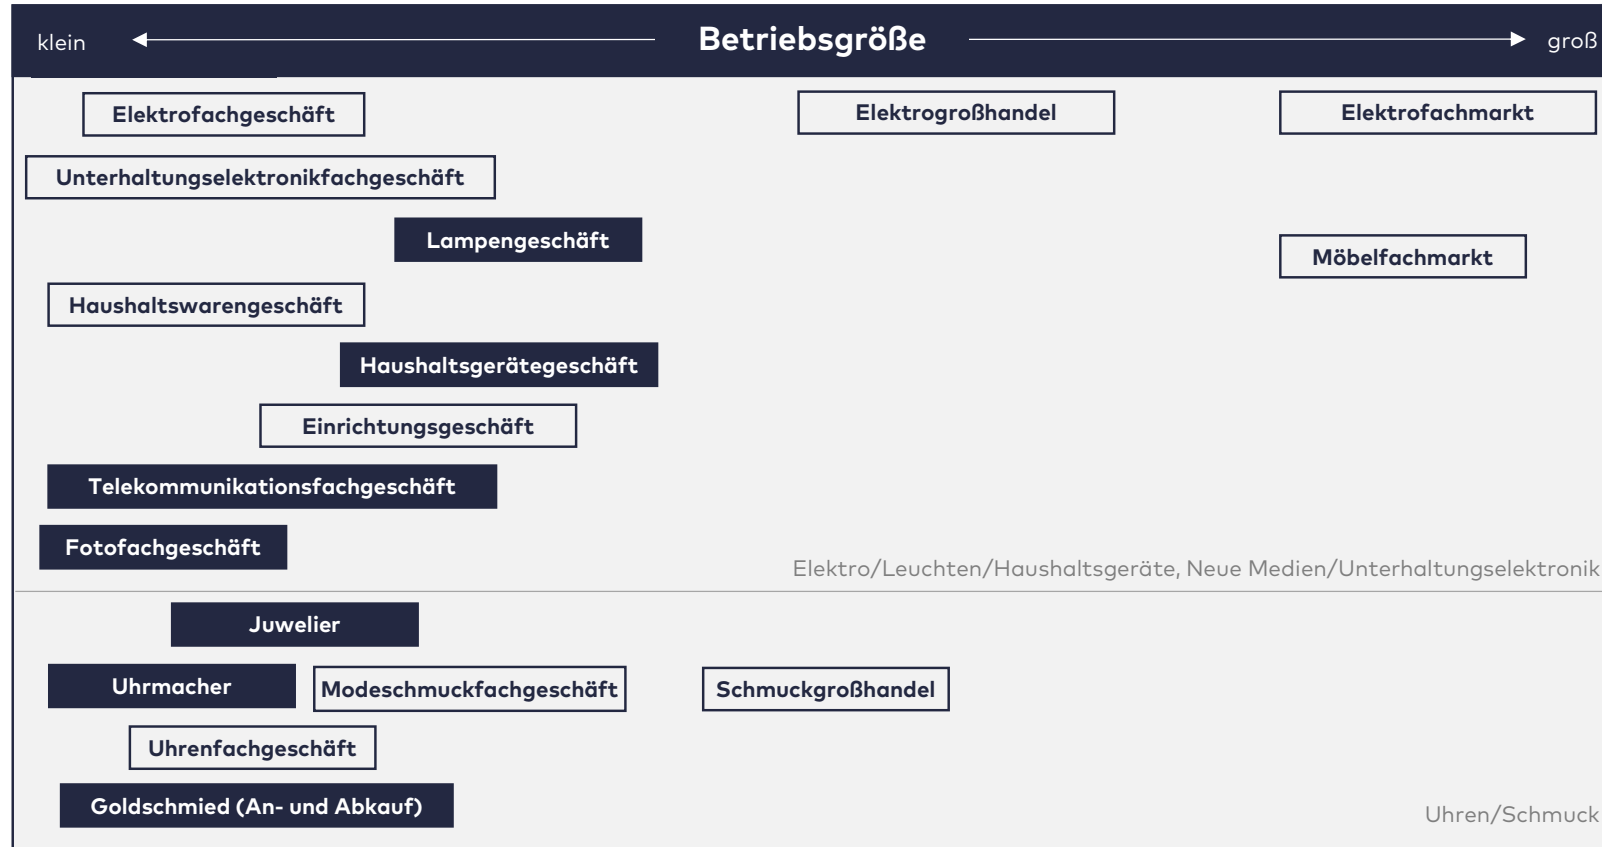 klein
Betriebsgröße
groß
Elektrofachgeschäft
Elektrogroßhandel
Elektrofachmarkt
Unterhaltungselektronikfachgeschäft
Lampengeschäft
Möbelfachmarkt
Haushaltswarengeschäft
Haushaltsgerätegeschäft
Einrichtungsgeschäft
Telekommunikationsfachgeschäft
Fotofachgeschäft
Elektro/Leuchten/Haushaltsgeräte, Neue Medien/Unterhaltungselektronik
Juwelier
Uhrmacher
Modeschmuckfachgeschäft
Schmuckgroßhandel
Uhrenfachgeschäft
Goldschmied (An- und Abkauf)
Uhren/Schmuck